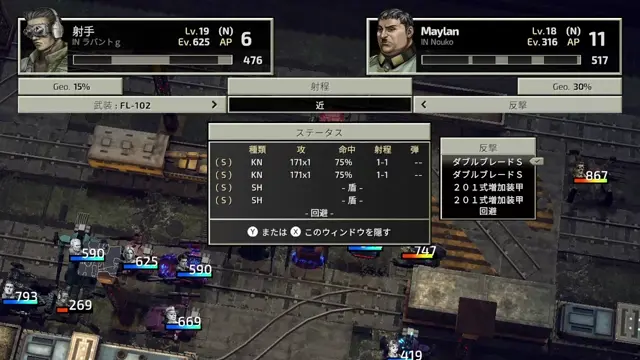 射手 Lv.19 (N)
IN ラバントg Ev.625 AP 6
476
Maylan Lv.18 (N)
IN Nouko Ev.316 AP 11
517
Geo. 15% 射程 Geo. 30%
武装 : FL-102 近 反撃
ステータス
種類 攻 命中 射程 弾
(S) KN 171x1 75% 1-1 --
(S) KN 171x1 75% 1-1 --
(S) SH - 盾 -
(S) SH - 盾 -
- 回避 -
Y または X このウィンドウを隠す
反撃
ダブルブレードS
ダブルブレードS
201式増加装甲
201式増加装甲
回避
867
747
590
625
590
793
269
669
419